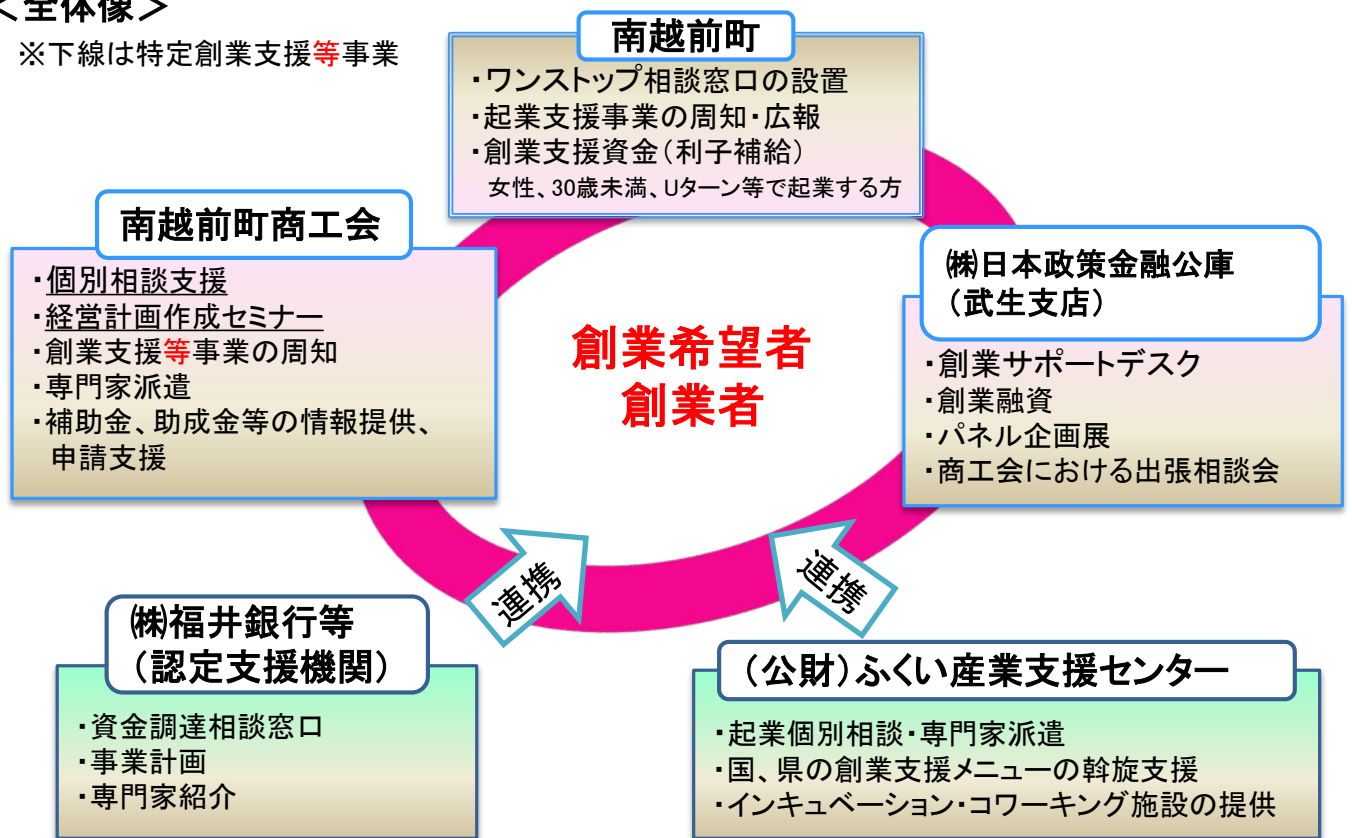 ＜全体像＞
※下線は特定創業支援等事業
南越前町
・ワンストップ相談窓口の設置
・起業支援事業の周知・広報
・創業支援資金（利子補給）
女性、30歳未満、Uターン等で起業する方
南越前町商工会
・個別相談支援
・経営計画作成セミナー
・創業支援等事業の周知
・専門家派遣
・補助金、助成金等の情報提供、
申請支援
創業希望者
創業者
㈱日本政策金融公庫
（武生支店）
・創業サポートデスク
・創業融資
・パネル企画展
・商工会における出張相談会
連携
連携
㈱福井銀行等
（認定支援機関）
・資金調達相談窓口
・事業計画
・専門家紹介
（公財）ふくい産業支援センター
・起業個別相談・専門家派遣
・国、県の創業支援メニューの斡旋支援
・インキュベーション・コワーキング施設の提供